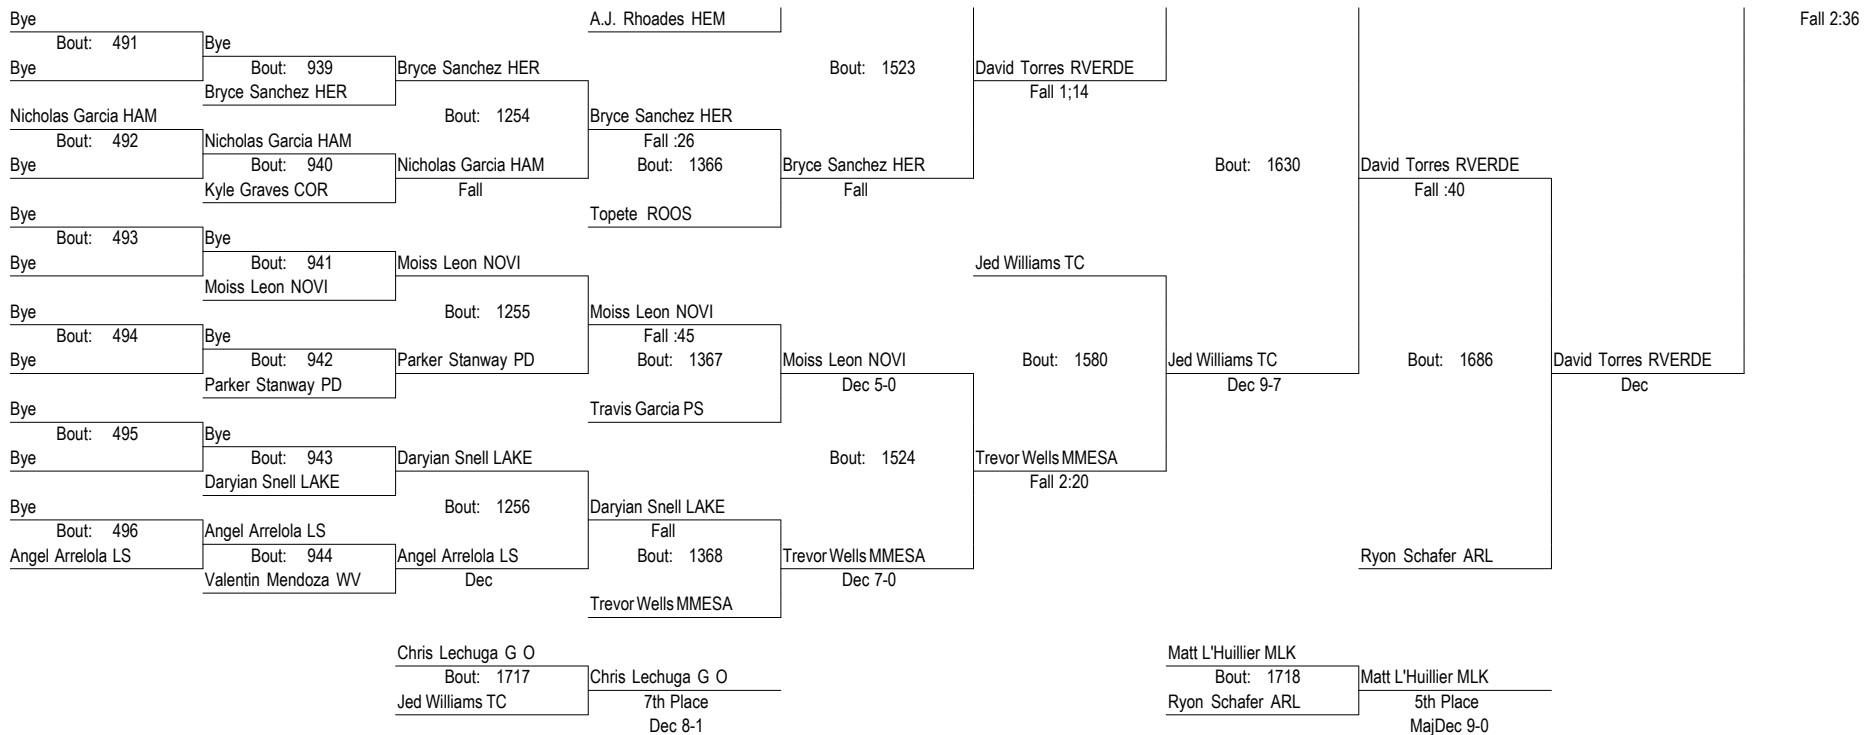 Bye A.J. Rhoades HEM Fall 2:36
Bout: 491 Bye
Bye Bout: 939 Bryce Sanchez HER Bout: 1523 David Torres RVERDE
Bryce Sanchez HER Fall 1;14
Nicholas Garcia HAM Bout: 1254 Bryce Sanchez HER
Bout: 492 Nicholas Garcia HAM Fall :26
Bye Bout: 940 Nicholas Garcia HAM Bout: 1366 Bryce Sanchez HER Bout: 1630 David Torres RVERDE
Kyle Graves COR Fall Fall Fall :40
Bye Topete ROOS
Bout: 493 Bye
Bye Bout: 941 Moiss Leon NOVI Jed Williams TC
Moiss Leon NOVI
Bye Bout: 1255 Moiss Leon NOVI
Bout: 494 Bye Fall :45
Bye Bout: 942 Parker Stanway PD Bout: 1367 Moiss Leon NOVI Bout: 1580 Jed Williams TC Bout: 1686 David Torres RVERDE
Parker Stanway PD Dec 5-0 Dec 9-7 Dec
Bye Travis Garcia PS
Bout: 495 Bye
Bye Bout: 943 Daryian Snell LAKE Bout: 1524 Trevor Wells MMESA
Daryian Snell LAKE Fall 2:20
Bye Bout: 1256 Daryian Snell LAKE
Bout: 496 Angel Arrelola LS Fall
Angel Arrelola LS Bout: 944 Angel Arrelola LS Bout: 1368 Trevor Wells MMESA Ryon Schafer ARL
Valentin Mendoza WV Dec Dec 7-0
Trevor Wells MMESA
Chris Lechuga G O Matt L'Huillier MLK
Bout: 1717 Chris Lechuga G O Bout: 1718 Matt L'Huillier MLK
Jed Williams TC 7th Place Ryon Schafer ARL 5th Place
Dec 8-1 MajDec 9-0